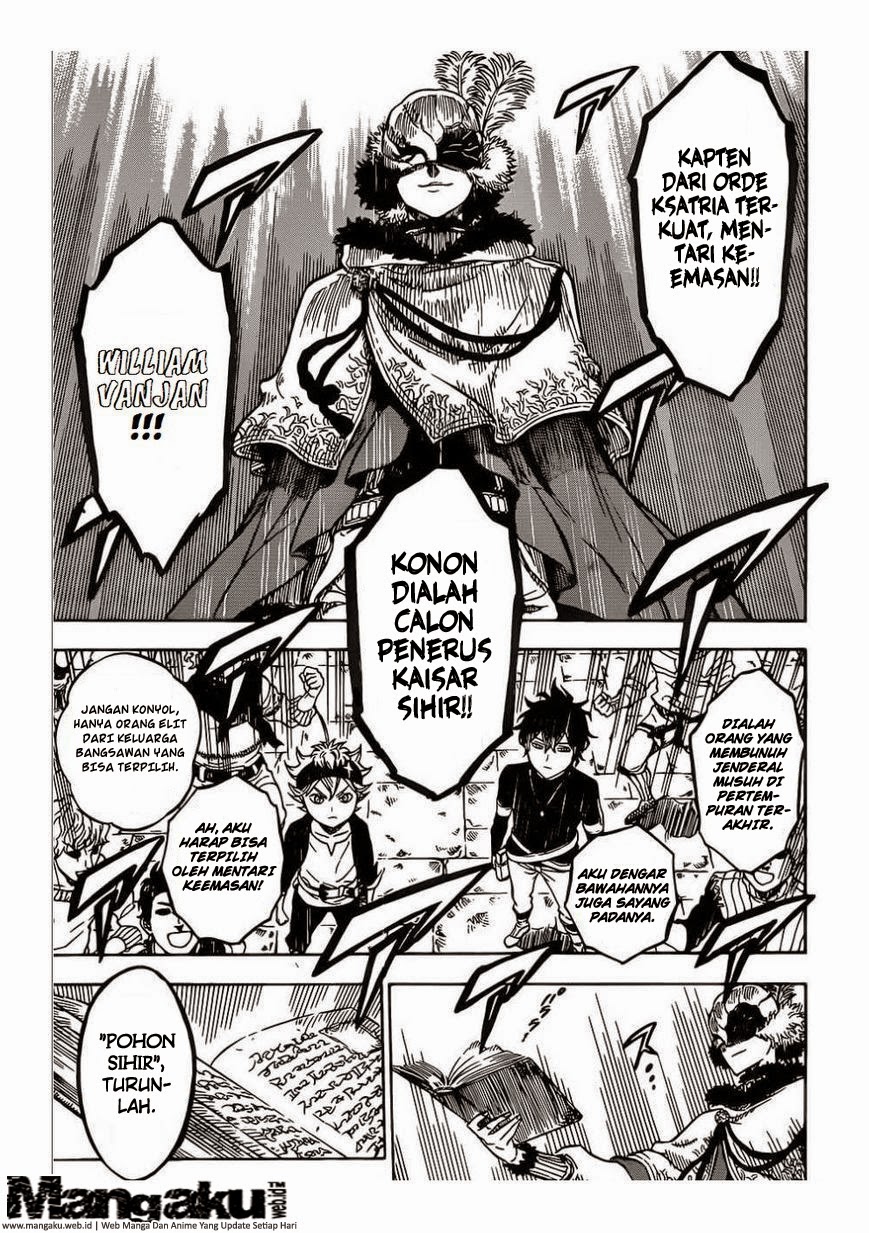 KAPTEN
DARI ORDE
KSATRIA TER-
KUAT, MEN-
TARI KE-
EMASAN!!
WILLIAM
VANJAN
!!!
KONON
DIALAH
CALON
PENERUS
KAISAR
SIHIR!!
DIALAH
ORANG YANG
MEMBUNUH
JENDERAL
MUSUH DI
PERTEM-
PURAN TER-
AKHIR.
AKU DENGAR
BAWAHANNYA
JUGA SAYANG
PADANYA.
JANGAN KONYOL,
HANYA ORANG ELIT
DARI KELUARGA
BANGSAWAN YANG
BISA TERPILIH.
AH, AKU
HARAP BISA
TERPILIH
OLEH MENTARI
KEEMASAN!
"POHON
SIHIR",
TURUN-
LAH.
Mangaku
www.mangaku.web.id | Web Manga Dan Anime Yang Update Setiap Hari